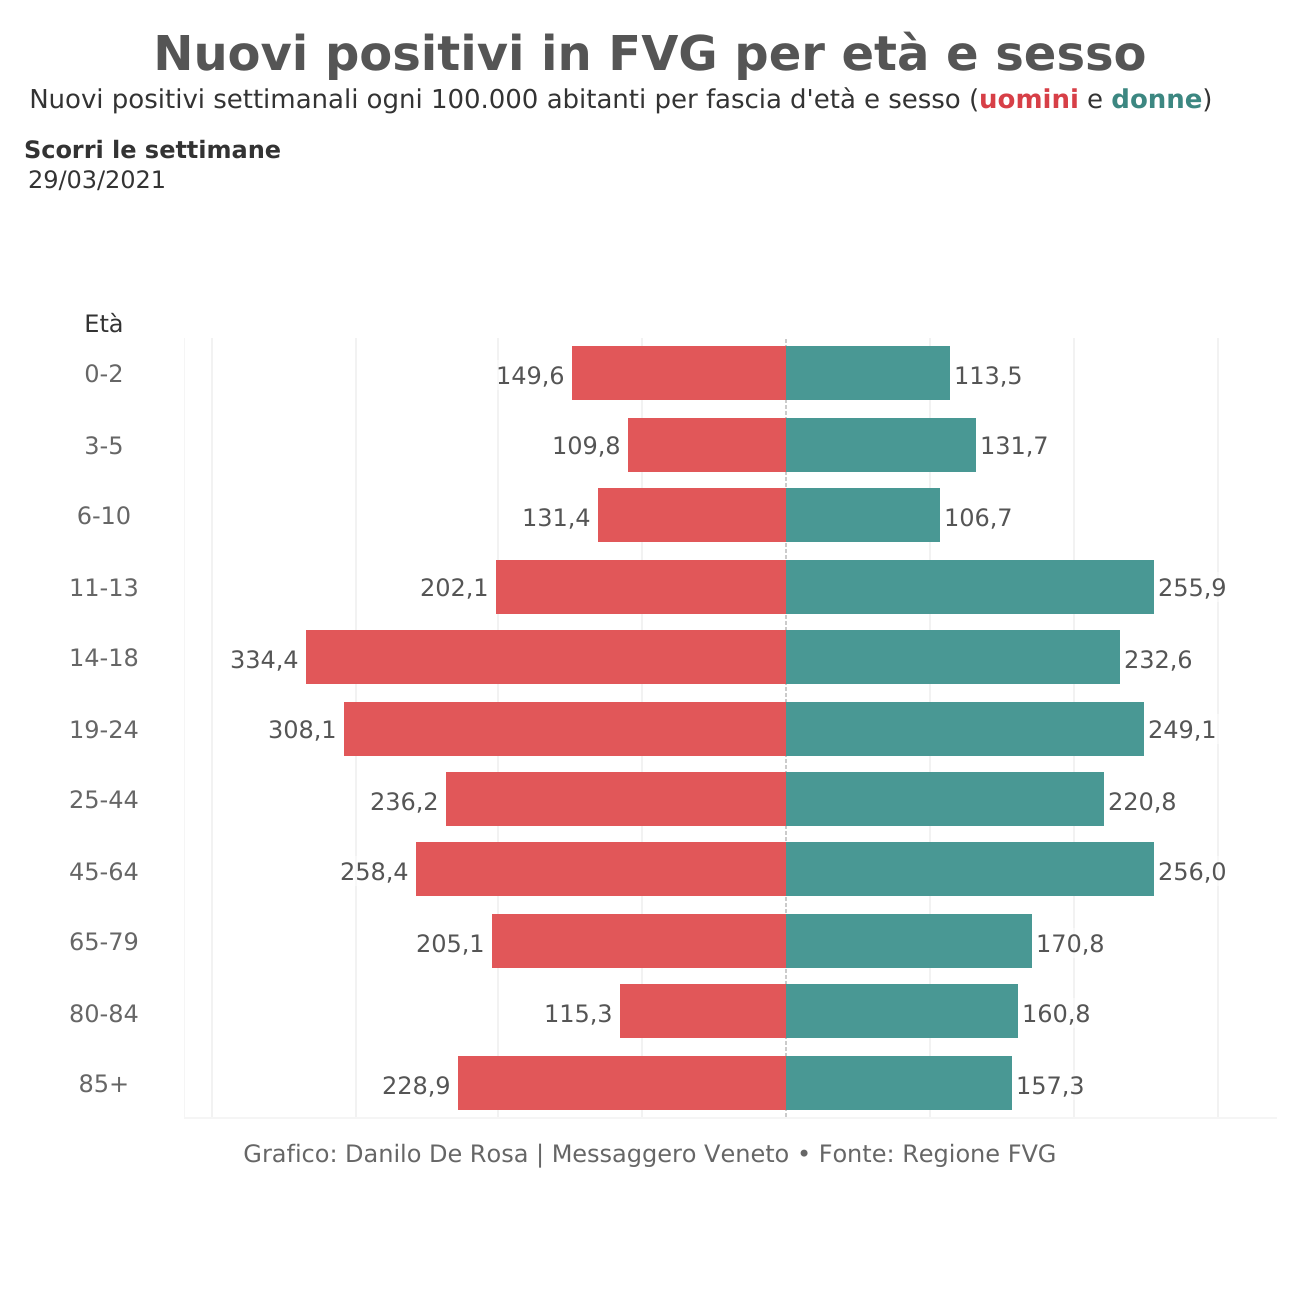 Nuovi positivi in FVG per età e sesso
Nuovi positivi settimanali ogni 100.000 abitanti per fascia d'età e sesso (uomini e donne)
Scorri le settimane
29/03/2021
Età
0-2 149,6 113,5
3-5 109,8 131,7
6-10 131,4 106,7
11-13 202,1 255,9
14-18 334,4 232,6
19-24 308,1 249,1
25-44 236,2 220,8
45-64 258,4 256,0
65-79 205,1 170,8
80-84 115,3 160,8
85+ 228,9 157,3
Grafico: Danilo De Rosa | Messaggero Veneto • Fonte: Regione FVG